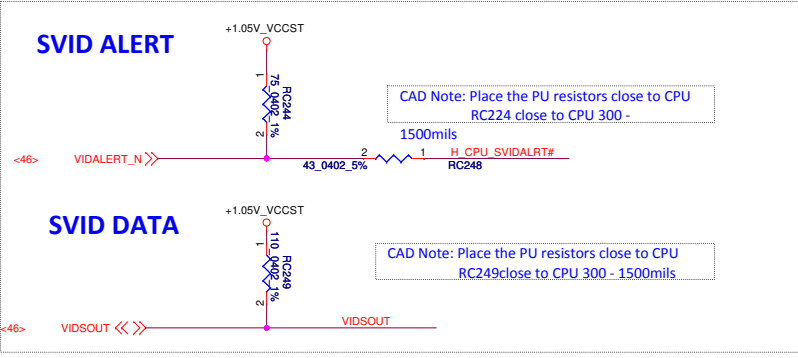 SVID ALERT
+1.05V_VCCST
1
RC244
75_0402_1%
2
CAD Note: Place the PU resistors close to CPU
RC224 close to CPU 300 -
1500mils
<46>
VIDALERT_N
2
1
H_CPU_SVIDALRT#
43_0402_5%
RC248
SVID DATA
+1.05V_VCCST
1
RC249
110_0402_1%
2
CAD Note: Place the PU resistors close to CPU
RC249close to CPU 300 - 1500mils
<46>
VIDSOUT
VIDSOUT